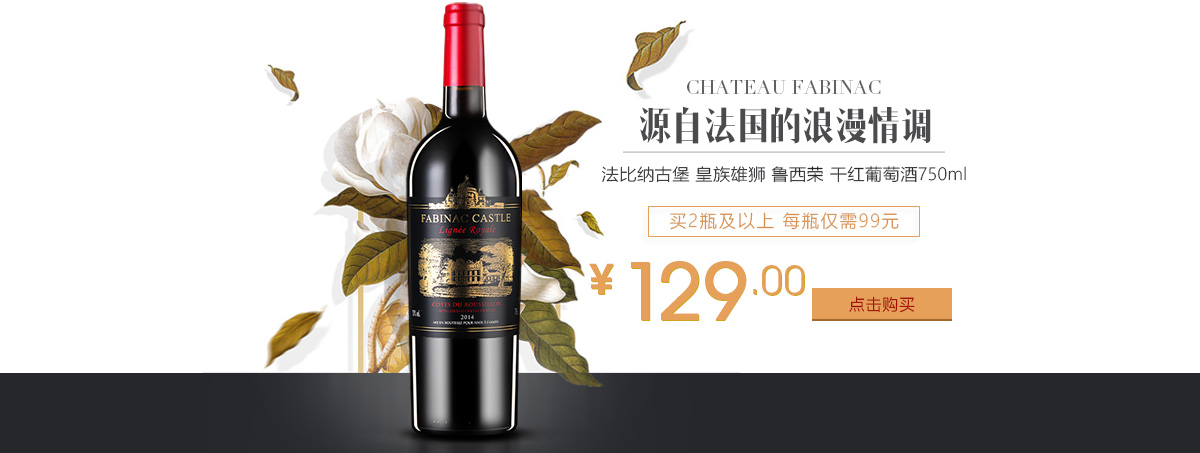 CHATEAU FABINAC
源自法国的浪漫情调
法比纳古堡 皇族雄狮 鲁西荣 干红葡萄酒750ml
买2瓶及以上 每瓶仅需99元
¥ 129.00
点击购买
FABINAC CASTLE
Lignée Royale
CÔTES DU ROUSSILLON
2014